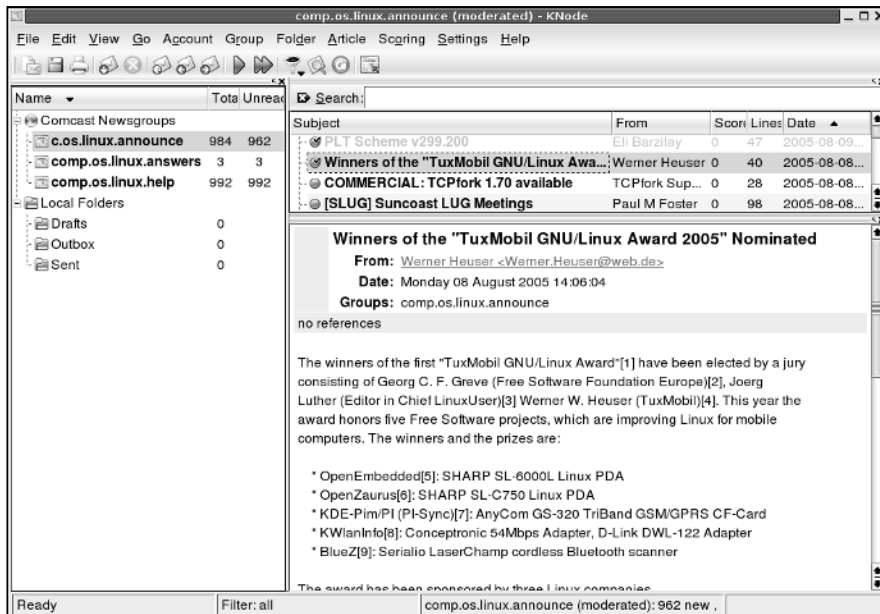 comp.os.linux.announce (moderated) - KNode
File Edit View Go Account Group Folder Article Scoring Settings Help
Name Tota Unread
Comcast Newsgroups
c.os.linux.announce 984 962
comp.os.linux.answers 3 3
comp.os.linux.help 992 992
Local Folders
Drafts 0
Outbox 0
Sent 0
Search:
Subject From Score Lines Date
PLT Scheme v299.200 Eli Barzilay 0 47 2005-08-09...
Winners of the "TuxMobil GNU/Linux Awa... Werner Heuser 0 40 2005-08-08...
COMMERCIAL: TCPfork 1.70 available TCPfork Sup... 0 28 2005-08-08...
[SLUG] Suncoast LUG Meetings Paul M Foster 0 98 2005-08-08...
Winners of the "TuxMobil GNU/Linux Award 2005" Nominated
From: Werner Heuser <Werner.Heuser@web.de>
Date: Monday 08 August 2005 14:06:04
Groups: comp.os.linux.announce
no references
The winners of the first "TuxMobil GNU/Linux Award"[1] have been elected by a jury
consisting of Georg C. F. Greve (Free Software Foundation Europe)[2], Joerg
Luther (Editor in Chief LinuxUser)[3] Werner W. Heuser (TuxMobil)[4]. This year the
award honors five Free Software projects, which are improving Linux for mobile
computers. The winners and the prizes are:
* OpenEmbedded[5]: SHARP SL-6000L Linux PDA
* OpenZaurus[6]: SHARP SL-C750 Linux PDA
* KDE-Pim/PI (PI-Sync)[7]: AnyCom GS-320 TriBand GSM/GPRS CF-Card
* KWlanInfo[8]: Conceptronic 54Mbps Adapter, D-Link DWL-122 Adapter
* BlueZ[9]: Serialio LaserChamp cordless Bluetooth scanner
The award has been sponsored by three Linux companies
Ready Filter: all comp.os.linux.announce (moderated): 962 new ,